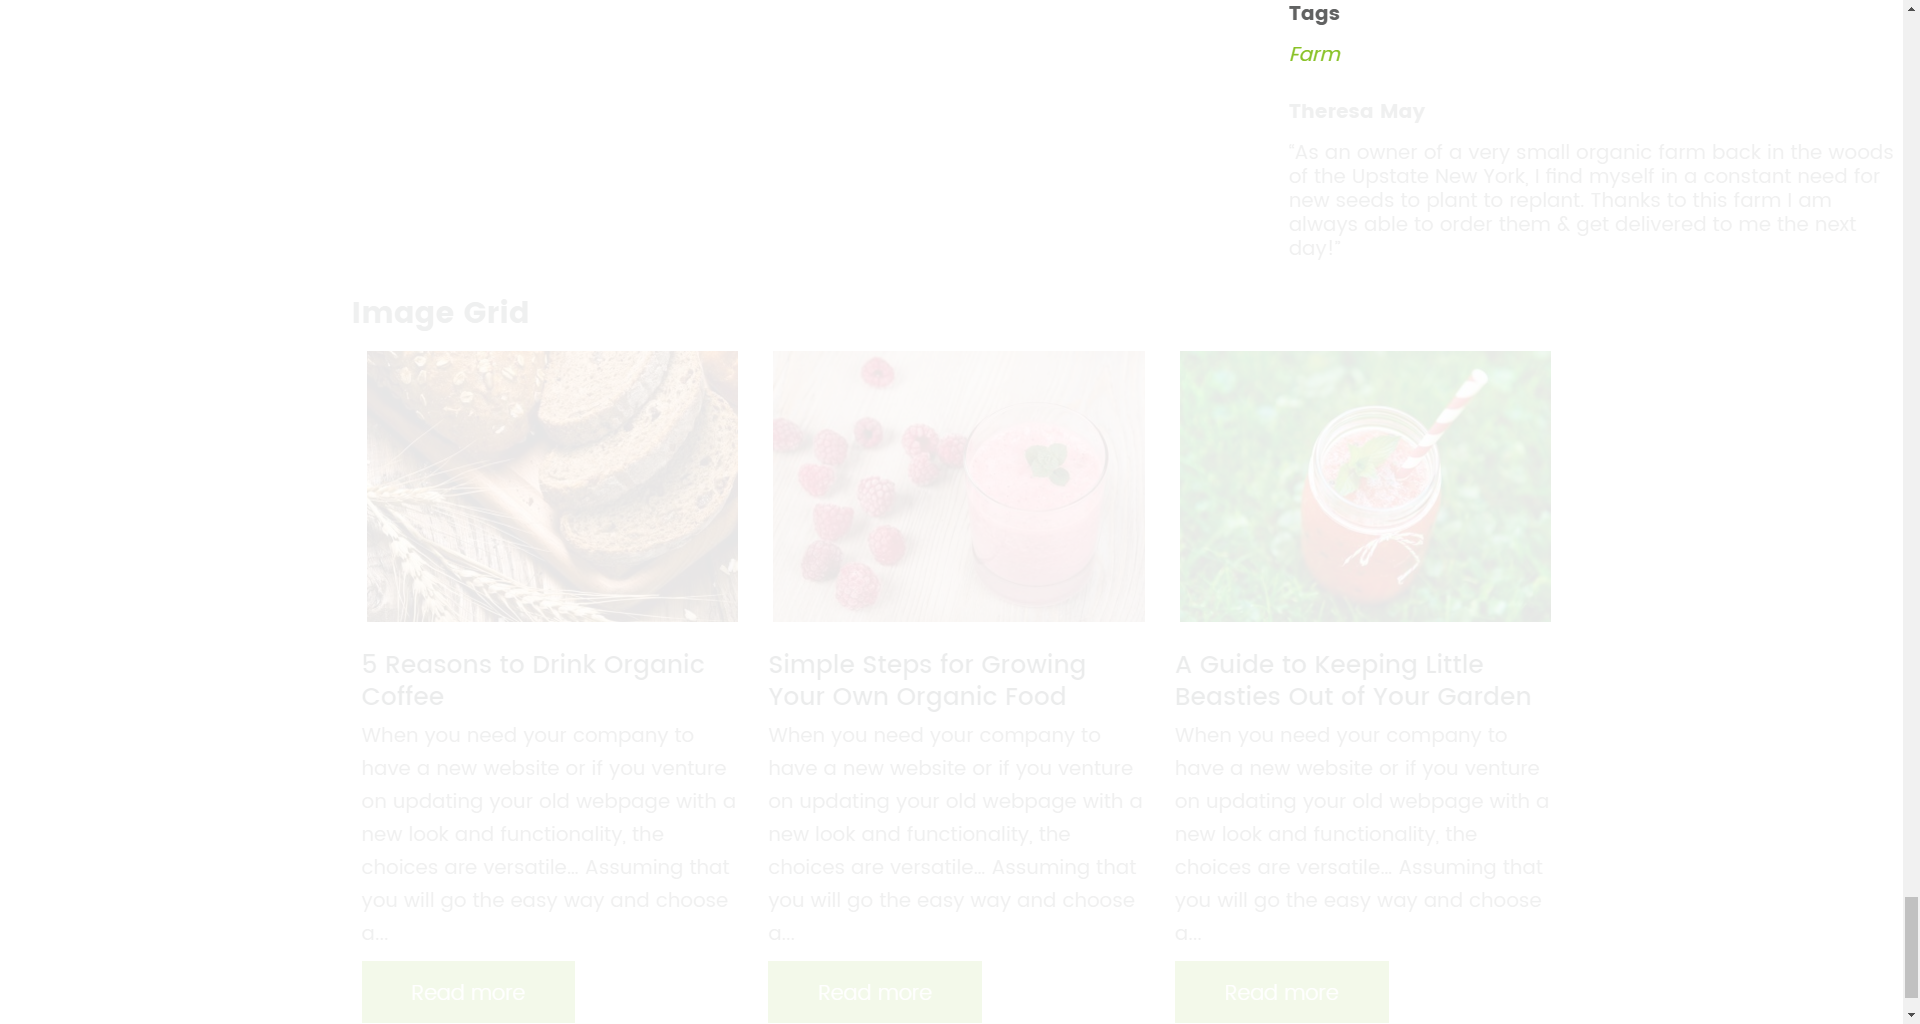 Tags
Farm
Theresa May
"As an owner of a very small organic farm back in the woods
of the Upstate New York, I find myself in a constant need for
new seeds to plant to replant. Thanks to this farm I am
always able to order them & get delivered to me the next
day!"
Image Grid
5 Reasons to Drink Organic
Coffee
When you need your company to
have a new website or if you venture
on updating your old webpage with a
new look and functionality, the
choices are versatile... Assuming that
you will go the easy way and choose
a...
Read more
Simple Steps for Growing
Your Own Organic Food
When you need your company to
have a new website or if you venture
on updating your old webpage with a
new look and functionality, the
choices are versatile... Assuming that
you will go the easy way and choose
a...
Read more
A Guide to Keeping Little
Beasties Out of Your Garden
When you need your company to
have a new website or if you venture
on updating your old webpage with a
new look and functionality, the
choices are versatile... Assuming that
you will go the easy way and choose
a...
Read more